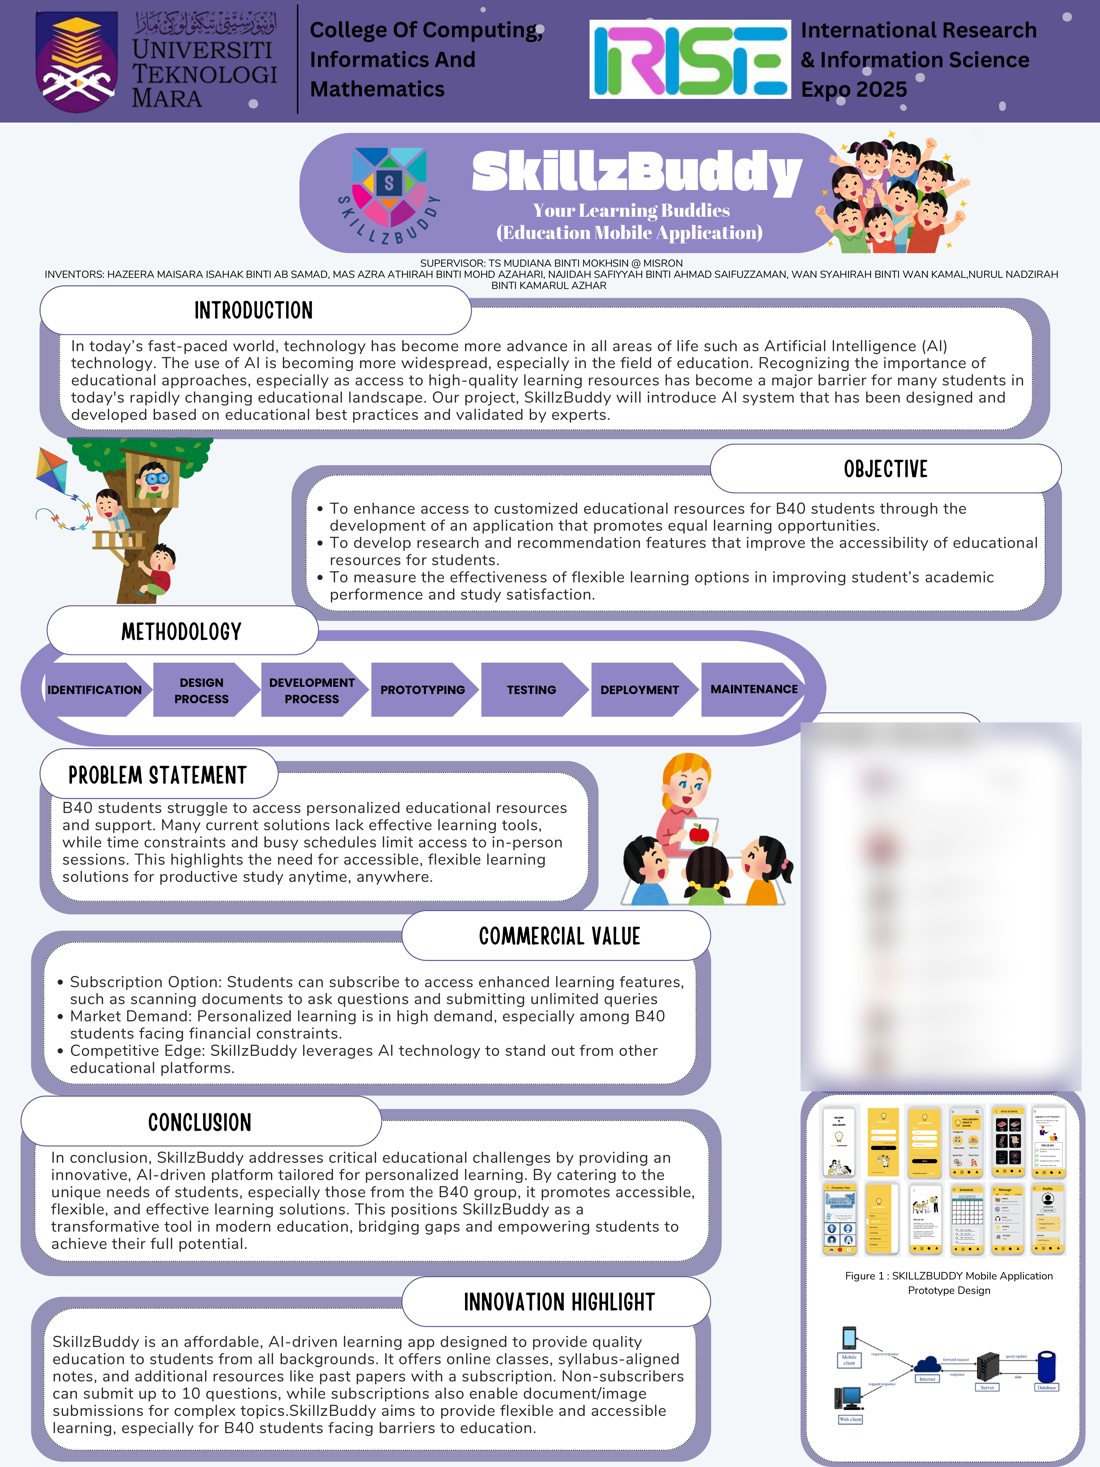 اونيۏرسيتي تيكنولوݢي مارا
UNIVERSITI
TEKNOLOGI
MARA
College Of Computing,
Informatics And
Mathematics
IRISE
International Research
& Information Science
Expo 2025
S
SKILLZBUDDY
SkillzBuddy
Your Learning Buddies
(Education Mobile Application)
SUPERVISOR: TS MUDIANA BINTI MOKHSIN @ MISRON
INVENTORS: HAZEERA MAISARA ISAHAK BINTI AB SAMAD, MAS AZRA ATHIRAH BINTI MOHD AZAHARI, NAJIDAH SAFIYYAH BINTI AHMAD SAIFUZZAMAN, WAN SYAHIRAH BINTI WAN KAMAL,NURUL NADZIRAH
BINTI KAMARUL AZHAR
INTRODUCTION
In today's fast-paced world, technology has become more advance in all areas of life such as Artificial Intelligence (AI)
technology. The use of AI is becoming more widespread, especially in the field of education. Recognizing the importance of
educational approaches, especially as access to high-quality learning resources has become a major barrier for many students in
today's rapidly changing educational landscape. Our project, SkillzBuddy will introduce AI system that has been designed and
developed based on educational best practices and validated by experts.
OBJECTIVE
• To enhance access to customized educational resources for B40 students through the
development of an application that promotes equal learning opportunities.
• To develop research and recommendation features that improve the accessibility of educational
resources for students.
• To measure the effectiveness of flexible learning options in improving student's academic
performence and study satisfaction.
METHODOLOGY
IDENTIFICATION
DESIGN
PROCESS
DEVELOPMENT
PROCESS
PROTOTYPING
TESTING
DEPLOYMENT
MAINTENANCE
PROBLEM STATEMENT
B40 students struggle to access personalized educational resources
and support. Many current solutions lack effective learning tools,
while time constraints and busy schedules limit access to in-person
sessions. This highlights the need for accessible, flexible learning
solutions for productive study anytime, anywhere.
COMMERCIAL VALUE
• Subscription Option: Students can subscribe to access enhanced learning features,
such as scanning documents to ask questions and submitting unlimited queries
• Market Demand: Personalized learning is in high demand, especially among B40
students facing financial constraints.
• Competitive Edge: SkillzBuddy leverages AI technology to stand out from other
educational platforms.
CONCLUSION
In conclusion, SkillzBuddy addresses critical educational challenges by providing an
innovative, AI-driven platform tailored for personalized learning. By catering to the
unique needs of students, especially those from the B40 group, it promotes accessible,
flexible, and effective learning solutions. This positions SkillzBuddy as a
transformative tool in modern education, bridging gaps and empowering students to
achieve their full potential.
INNOVATION HIGHLIGHT
SkillzBuddy is an affordable, AI-driven learning app designed to provide quality
education to students from all backgrounds. It offers online classes, syllabus-aligned
notes, and additional resources like past papers with a subscription. Non-subscribers
can submit up to 10 questions, while subscriptions also enable document/image
submissions for complex topics.SkillzBuddy aims to provide flexible and accessible
learning, especially for B40 students facing barriers to education.
Schedule
Message
Profile
Figure 1 : SKILLZBUDDY Mobile Application
Prototype Design
Mobile
client
Web client
Internet
Server
Database